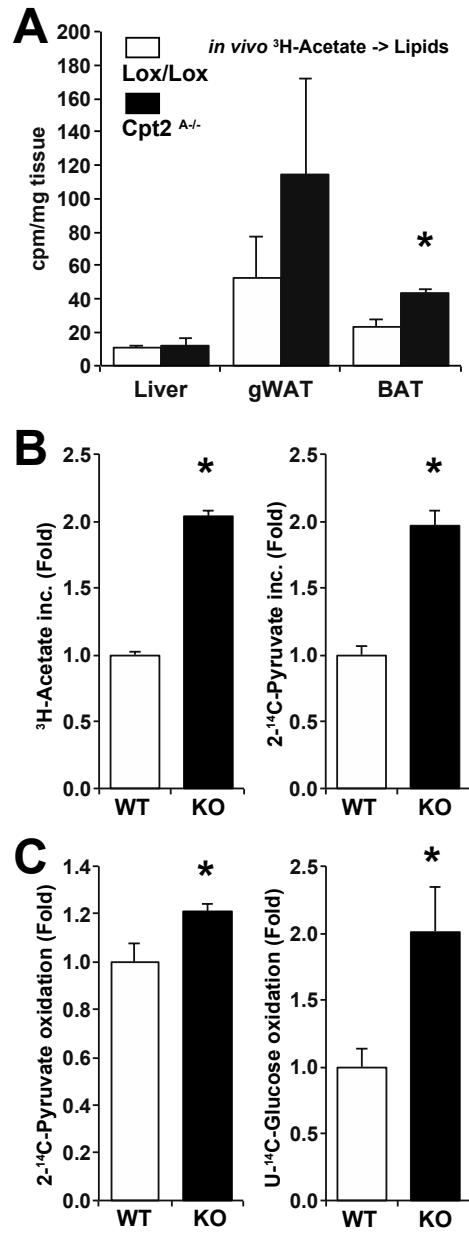 A
in vivo ³H-Acetate -> Lipids
Lox/Lox
Cpt2 ᴬ⁻/⁻
cpm/mg tissue
200
180
160
140
120
100
80
60
40
20
0
*
Liver gWAT BAT
B
³H-Acetate inc. (Fold)
2.5
2.0
1.5
1.0
0.5
0.0
*
WT KO
2-¹⁴C-Pyruvate inc. (Fold)
2.5
2.0
1.5
1.0
0.5
0.0
*
WT KO
C
2-¹⁴C-Pyruvate oxidation (Fold)
1.4
1.2
1.0
0.8
0.6
0.4
0.2
0.0
*
WT KO
U-¹⁴C-Glucose oxidation (Fold)
2.5
2.0
1.5
1.0
0.5
0.0
*
WT KO